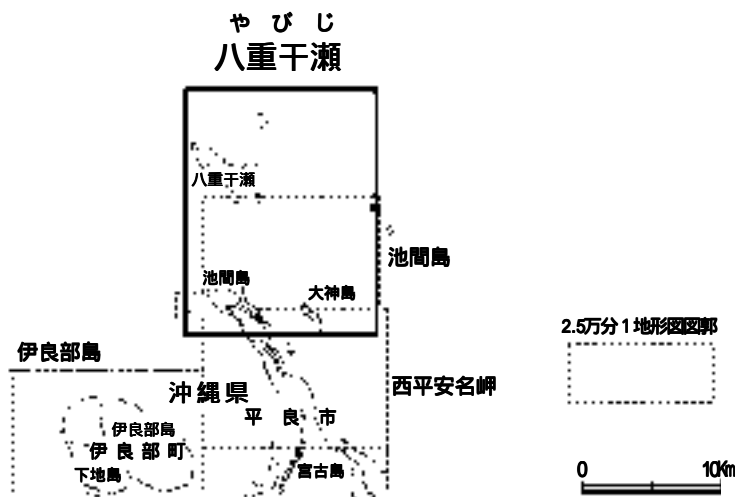 やびじ
八重干瀬
八重干瀬
池間島
池間島
大神島
2.5万分1地形図図郭
伊良部島
沖縄県
西平安名岬
平良市
伊良部島
伊良部町
下地島
宮古島
0 10Km